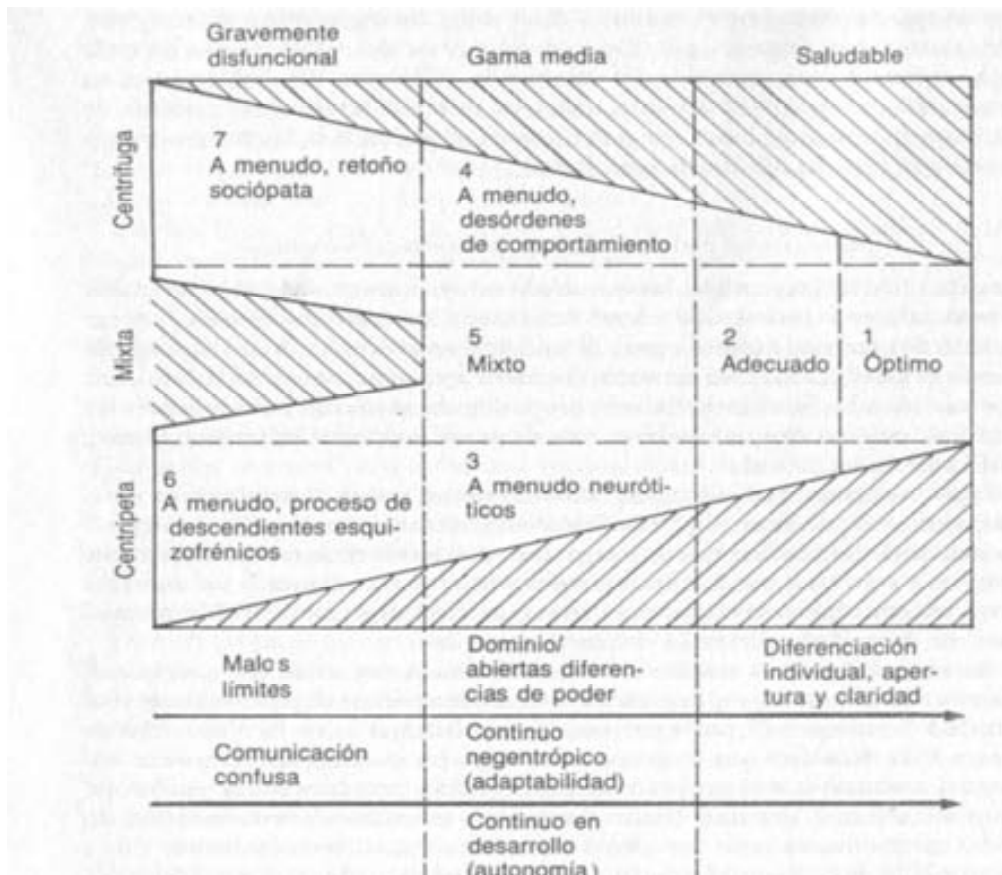 Gravemente
disfuncional
Gama media
Saludable
Centrífuga
7
A menudo, retoño
sociópata
4
A menudo,
desórdenes
de comportamiento
Mixta
5
Mixto
2
Adecuado
1
Óptimo
Centrípeta
6
A menudo, proceso de
descendientes esqui-
zofrénicos
3
A menudo neuróti-
ticos
Malos
límites
Dominio/
abiertas diferen-
cias de poder
Diferenciación
individual, aper-
tura y claridad
Comunicación
confusa
Continuo
negentrópico
(adaptabilidad)
Continuo en
desarrollo
(autonomía)